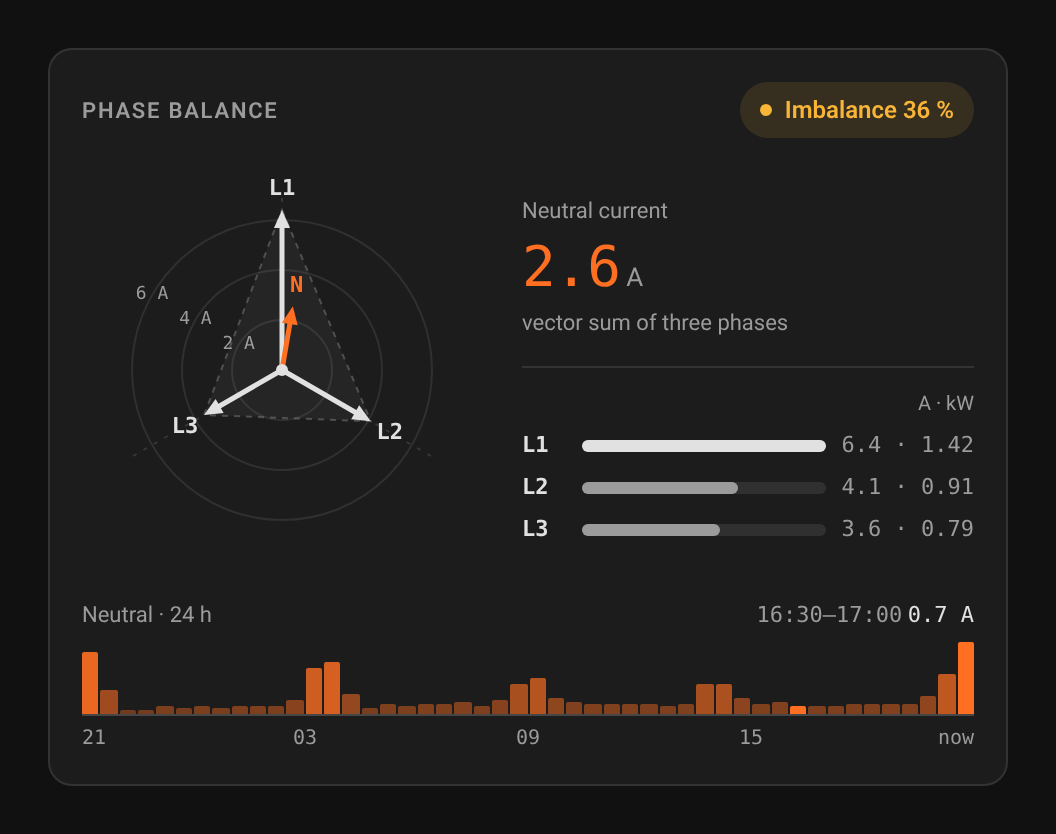 PHASE BALANCE
Imbalance 36 %
L1
N
6 A
4 A
2 A
L3
L2
Neutral current
2.6 A
vector sum of three phases
A · kW
L1 6.4 · 1.42
L2 4.1 · 0.91
L3 3.6 · 0.79
Neutral · 24 h
16:30–17:00 0.7 A
21 03 09 15 now